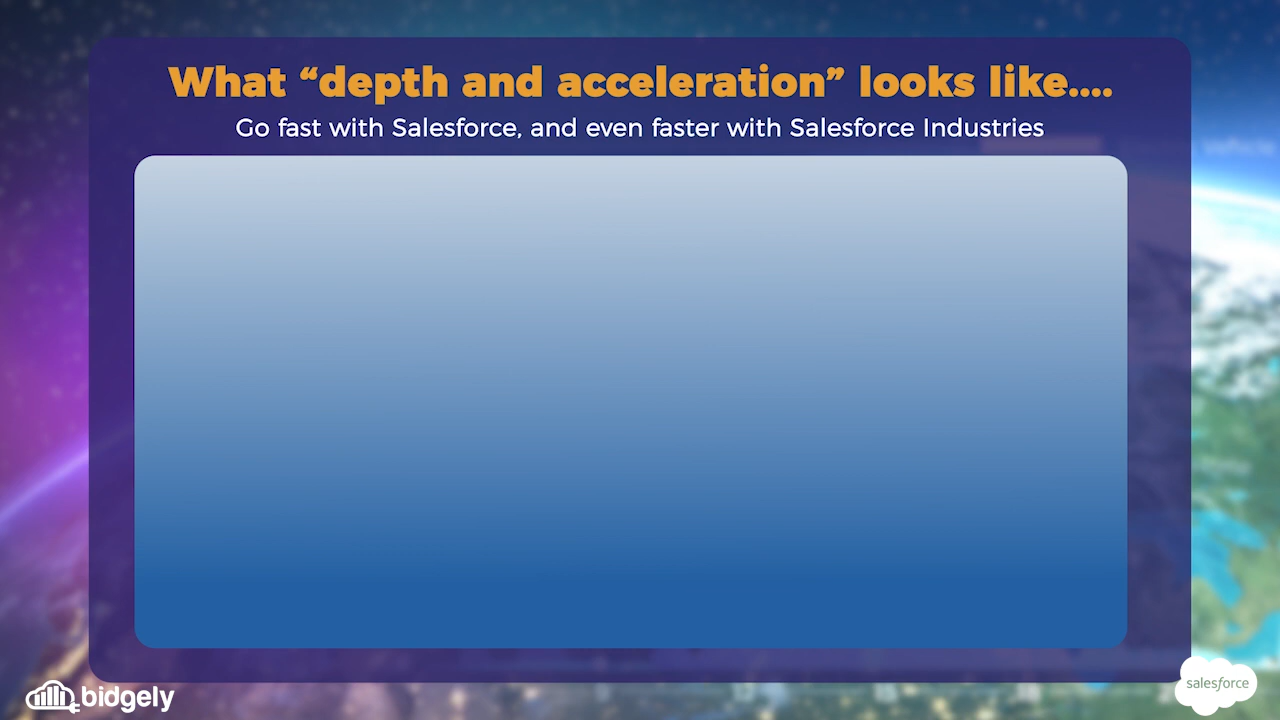 What “depth and acceleration” looks like....
Go fast with Salesforce, and even faster with Salesforce Industries
bidgely
salesforce